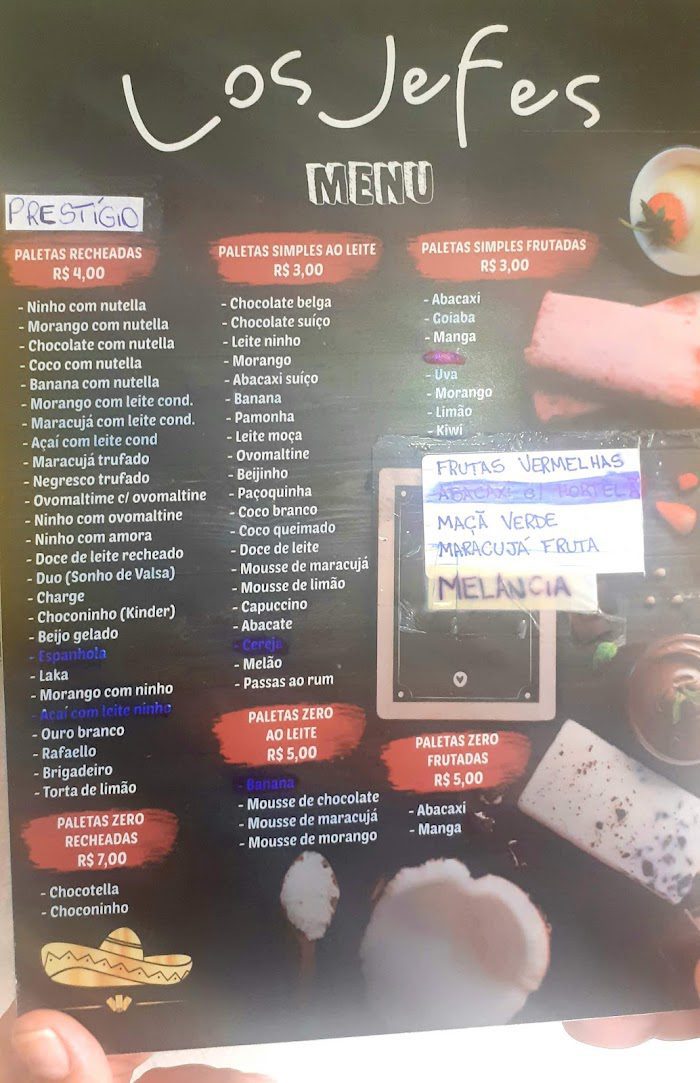 Los Jefes
MENU
PRESTÍGIO
PALETAS RECHEADAS
R$ 4,00
- Ninho com nutella
- Morango com nutella
- Chocolate com nutella
- Coco com nutella
- Banana com nutella
- Morango com leite cond.
- Maracujá com leite cond.
- Açaí com leite cond
- Maracujá trufado
- Negresco trufado
- Ovomaltime c/ ovomaltine
- Ninho com ovomaltine
- Ninho com amora
- Doce de leite recheado
- Duo (Sonho de Valsa)
- Charge
- Choconinho (Kinder)
- Beijo gelado
- Espanhola
- Laka
- Morango com ninho
- Açaí com leite ninho
- Ouro branco
- Rafaello
- Brigadeiro
- Torta de limão
PALETAS ZERO
RECHEADAS
R$ 7,00
- Chocotella
- Choconinho
PALETAS SIMPLES AO LEITE
R$ 3,00
- Chocolate belga
- Chocolate suíço
- Leite ninho
- Morango
- Abacaxi suíço
- Banana
- Pamonha
- Leite moça
- Ovomaltine
- Beijinho
- Paçoquinha
- Coco branco
- Coco queimado
- Doce de leite
- Mousse de maracujá
- Mousse de limão
- Capuccino
- Abacate
- Cereja
- Melão
- Passas ao rum
PALETAS ZERO
AO LEITE
R$ 5,00
- Banana
- Mousse de chocolate
- Mousse de maracujá
- Mousse de morango
PALETAS SIMPLES FRUTADAS
R$ 3,00
- Abacaxi
- Goiaba
- Manga
- Uva
- Morango
- Limão
- Kiwi
FRUTAS VERMELHAS
ABACAXI C/ HORTELÃ
MAÇÃ VERDE
MARACUJÁ FRUTA
MELÂNCIA
PALETAS ZERO
FRUTADAS
R$ 5,00
- Abacaxi
- Manga